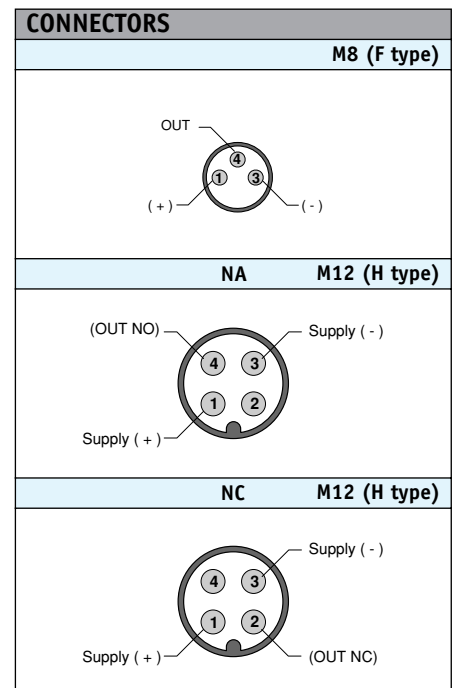 CONNECTORS
M8 (F type)
OUT
4
1 3
( + ) ( - )
NA M12 (H type)
(OUT NO) Supply ( - )
4 3
1 2
Supply ( + )
NC M12 (H type)
Supply ( - )
4 3
1 2
Supply ( + ) (OUT NC)